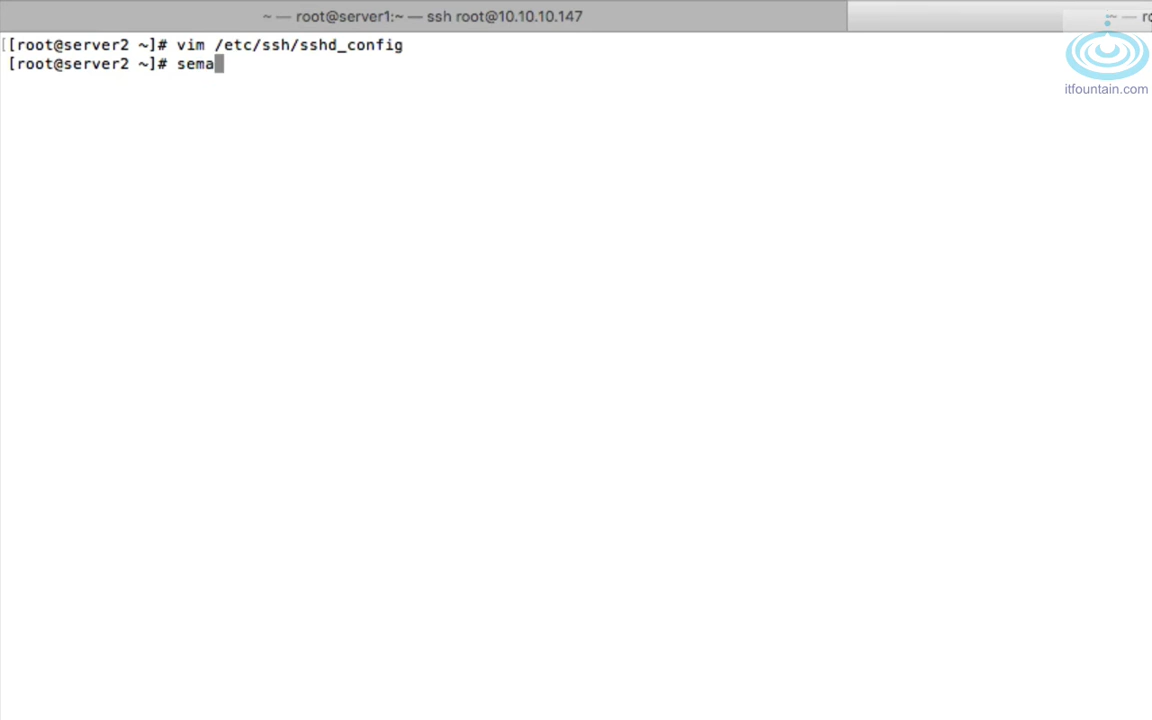 ~ — root@server1:~ — ssh root@10.10.10.147
~ — ro
[[root@server2 ~]# vim /etc/ssh/sshd_config
[root@server2 ~]# sema
itfountain.com